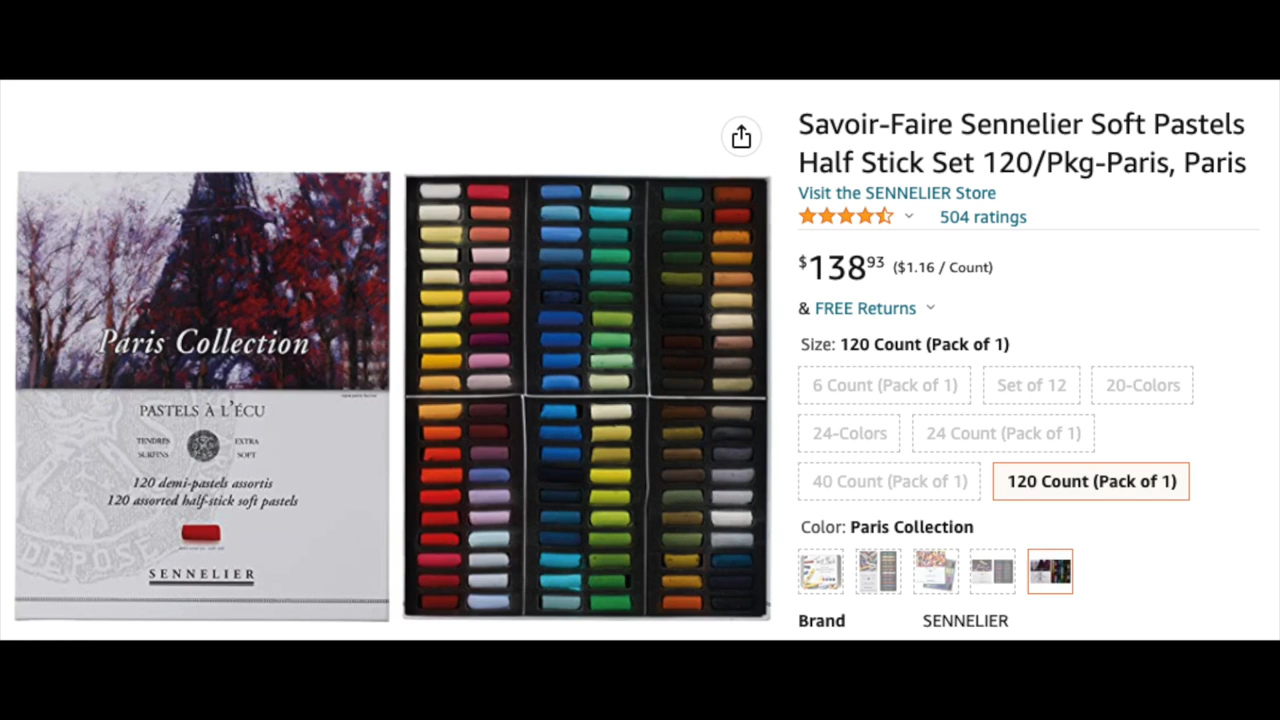 Paris Collection
PASTELS À L'ÉCU
TENDRES
SURFINS
EXTRA
SOFT
120 demi-pastels assortis
120 assorted half-stick soft pastels
SENNELIER
Savoir-Faire Sennelier Soft Pastels
Half Stick Set 120/Pkg-Paris, Paris
Visit the SENNELIER Store
504 ratings
$138.93 ($1.16 / Count)
& FREE Returns
Size: 120 Count (Pack of 1)
6 Count (Pack of 1) Set of 12 20-Colors
24-Colors 24 Count (Pack of 1)
40 Count (Pack of 1) 120 Count (Pack of 1)
Color: Paris Collection
Brand SENNELIER